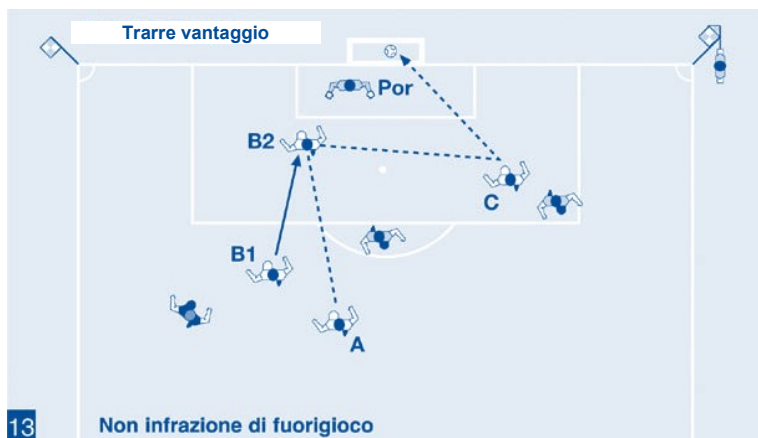 Trarre vantaggio
Por
B2
C
B1
A
13
Non infrazione di fuorigioco